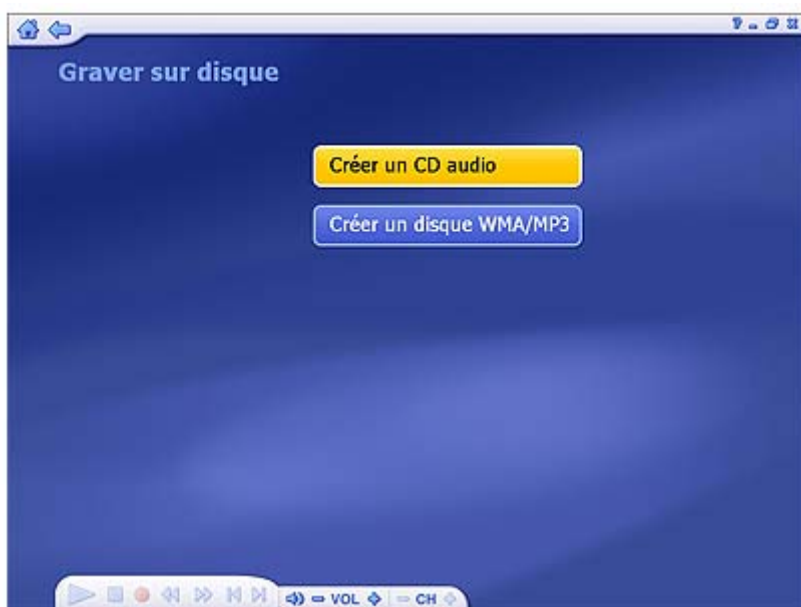 Graver sur disque
Créer un CD audio
Créer un disque WMA/MP3
VOL CH